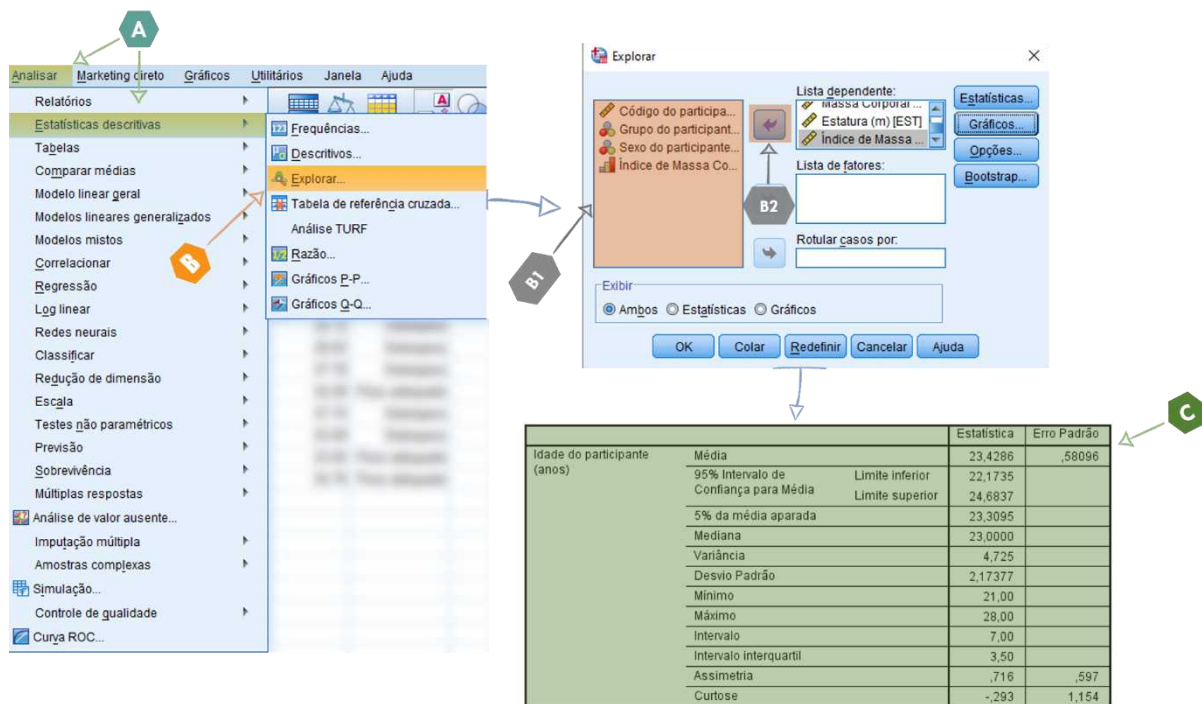 A
Analisar Marketing direto Gráficos Utilitários Janela Ajuda
Relatórios
Estatísticas descritivas
Tabelas
Comparar médias
Modelo linear geral
Modelos lineares generalizados
Modelos mistos
Correlacionar
Regressão
Log linear
Redes neurais
Classificar
Redução de dimensão
Escala
Testes não paramétricos
Previsão
Sobrevivência
Múltiplas respostas
Análise de valor ausente...
Imputação múltipla
Amostras complexas
Simulação...
Controle de qualidade
Curva ROC...
A
Frequências...
Descritivos...
Explorar...
Tabela de referência cruzada...
Análise TURF
Razão...
Gráficos P-P...
Gráficos Q-Q...
B
B1
Explorar
Código do participa...
Grupo do participant...
Sexo do participante...
Índice de Massa Co...
B2
Lista dependente:
Massa Corporal ...
Estatura (m) [EST]
Índice de Massa ...
Lista de fatores:
Rotular casos por:
Estatísticas...
Gráficos...
Opções...
Bootstrap...
Exibir
Ambos Estatísticas Gráficos
OK Colar Redefinir Cancelar Ajuda
C
Estatística Erro Padrão
Idade do participante (anos) Média 23,4286 ,58096
95% Intervalo de Confiança para Média Limite inferior 22,1735
Limite superior 24,6837
5% da média aparada 23,3095
Mediana 23,0000
Variância 4,725
Desvio Padrão 2,17377
Mínimo 21,00
Máximo 28,00
Intervalo 7,00
Intervalo interquartil 3,50
Assimetria ,716 ,597
Curtose -,293 1,154